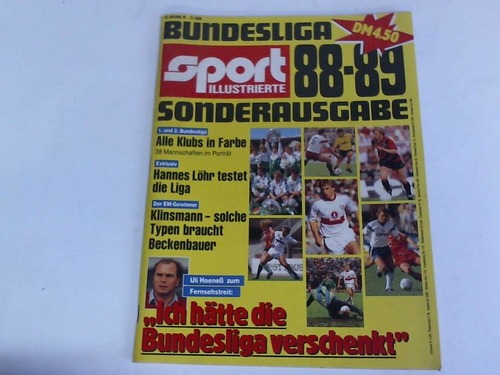 BUNDESLIGA
DM 4.50
sport
ILLUSTRIERTE
88-89
SONDERAUSGABE
1. und 2. Bundesliga
Alle Klubs in Farbe
38 Mannschaften im Porträt
Exklusiv
Hannes Löhr testet
die Liga
Der EM-Gewinner
Klinsmann – solche
Typen braucht
Beckenbauer
Uli Hoeneß zum
Fernsehstreit:
„Ich hätte die
Bundesliga verschenkt"